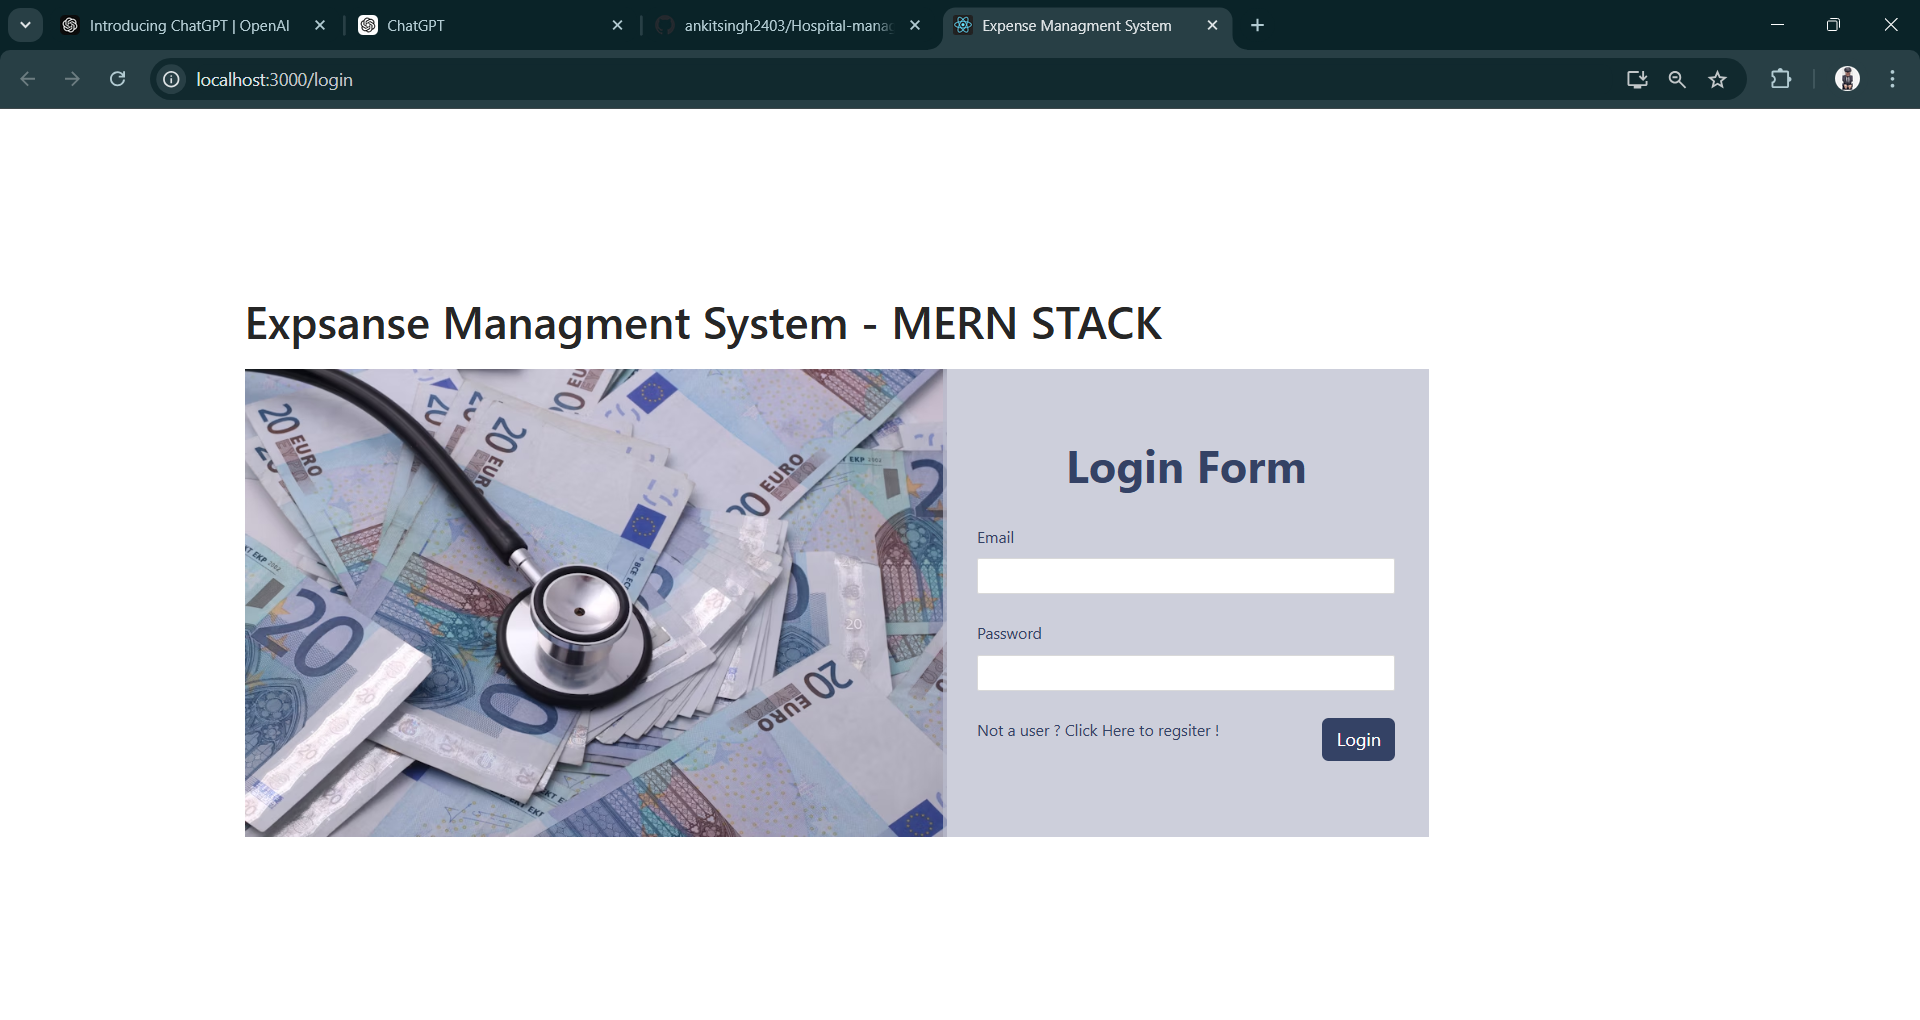 Introducing ChatGPT | OpenAI
ChatGPT
ankitsingh2403/Hospital-manag
Expense Managment System
localhost:3000/login
Expsanse Managment System - MERN STACK
20 EURO
20 EURO
20 EURO
20
20 EURO
Login Form
Email
Password
Not a user ? Click Here to regsiter !
Login